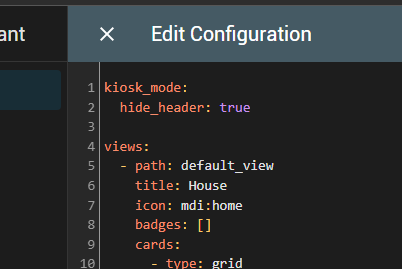 ant
Edit Configuration
1 kiosk_mode:
2   hide_header: true
3
4 views:
5   - path: default_view
6     title: House
7     icon: mdi:home
8     badges: []
9     cards:
10       - type: grid